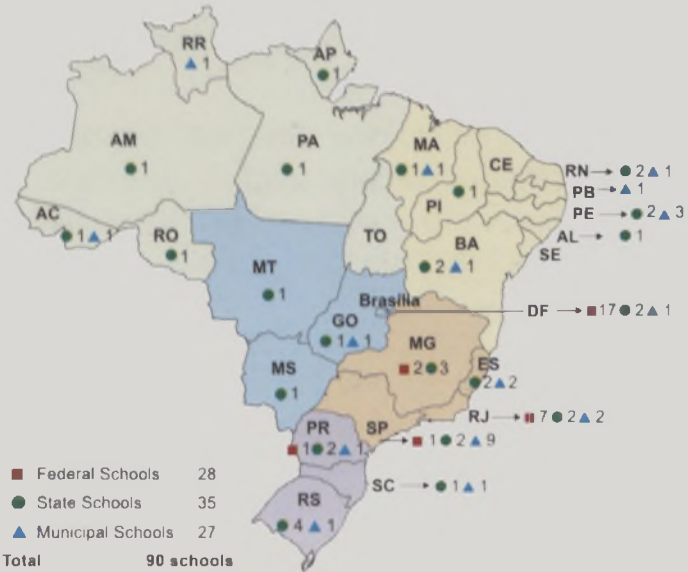 RR
1
AP
1
AM
1
PA
1
MA
1 1
CE
RN 2 1
PB 1
PE 2 3
AL 1
SE
PI
1
AC
1 1
RO
1
TO
BA
2 1
MT
1
Brasilia
DF 17 2 1
GO
1 1
MG
2 3
ES
2 2
MS
1
RJ 7 2 2
SP
1 2 9
PR
1 2 1
SC 1 1
RS
4 1
Federal Schools 28
State Schools 35
Municipal Schools 27
Total 90 schools